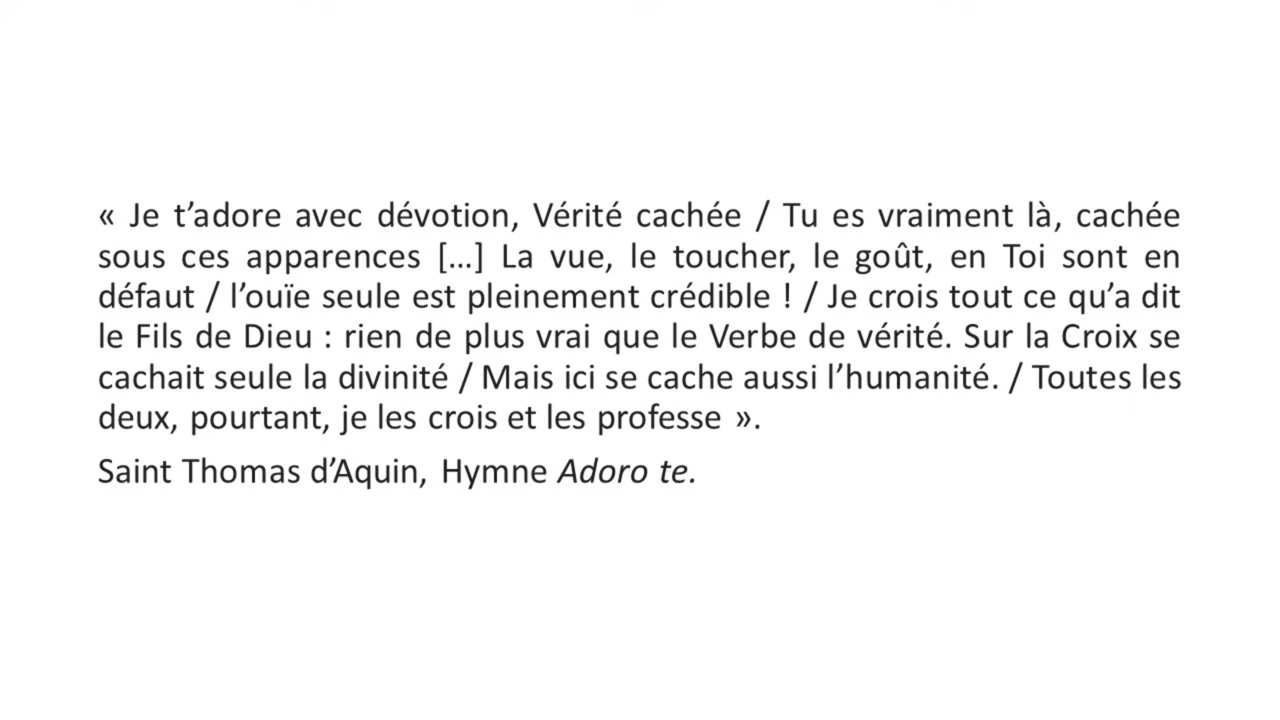 « Je t’adore avec dévotion, Vérité cachée / Tu es vraiment là, cachée
sous ces apparences [...] La vue, le toucher, le goût, en Toi sont en
défaut / l’ouïe seule est pleinement crédible ! / Je crois tout ce qu’a dit
le Fils de Dieu : rien de plus vrai que le Verbe de vérité. Sur la Croix se
cachait seule la divinité / Mais ici se cache aussi l’humanité. / Toutes les
deux, pourtant, je les crois et les professe ».
Saint Thomas d’Aquin, Hymne Adoro te.